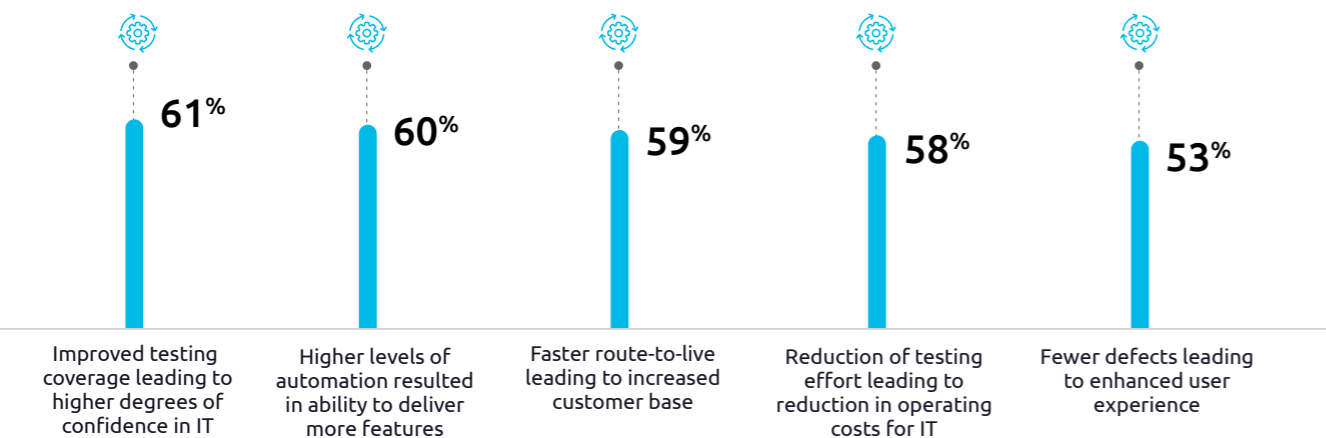 61%
60%
59%
58%
53%
Improved testing
coverage leading to
higher degrees of
confidence in IT
Higher levels of
automation resulted
in ability to deliver
more features
Faster route-to-live
leading to increased
customer base
Reduction of testing
effort leading to
reduction in operating
costs for IT
Fewer defects leading
to enhanced user
experience